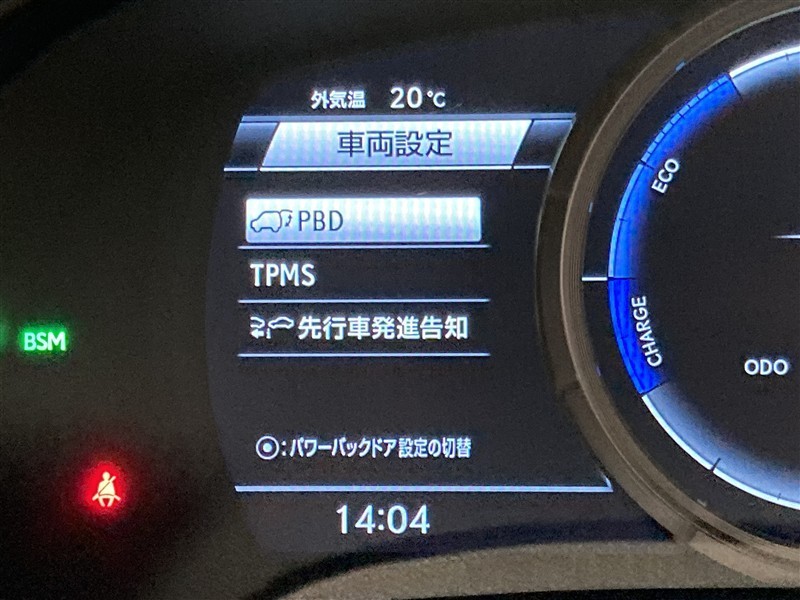 外気温 20℃
車両設定
PBD
TPMS
先行車発進告知
⦿:パワーバックドア設定の切替
14:04
BSM
ECO
CHARGE
ODO